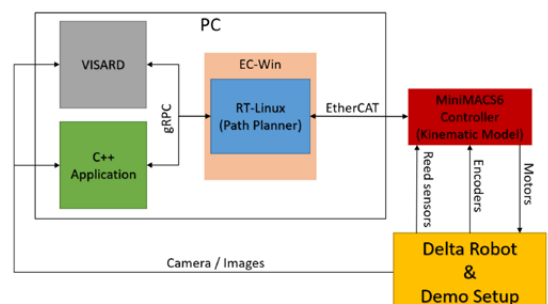 PC
VISARD
EC-Win
RT-Linux
(Path Planner)
gRPC
EtherCAT
MiniMACS6
Controller
(Kinematic Model)
C++
Application
Reed sensors
Encoders
Motors
Camera / Images
Delta Robot
&
Demo Setup